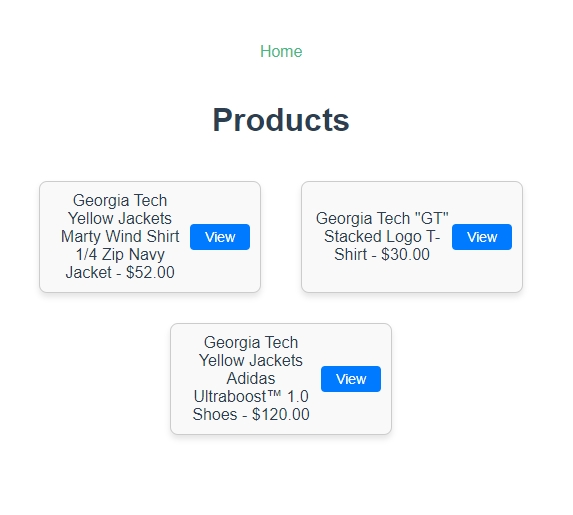 Home
Products
Georgia Tech
Yellow Jackets
Marty Wind Shirt
1/4 Zip Navy
Jacket - $52.00
View
Georgia Tech "GT"
Stacked Logo T-
Shirt - $30.00
View
Georgia Tech
Yellow Jackets
Adidas
Ultraboost™ 1.0
Shoes - $120.00
View